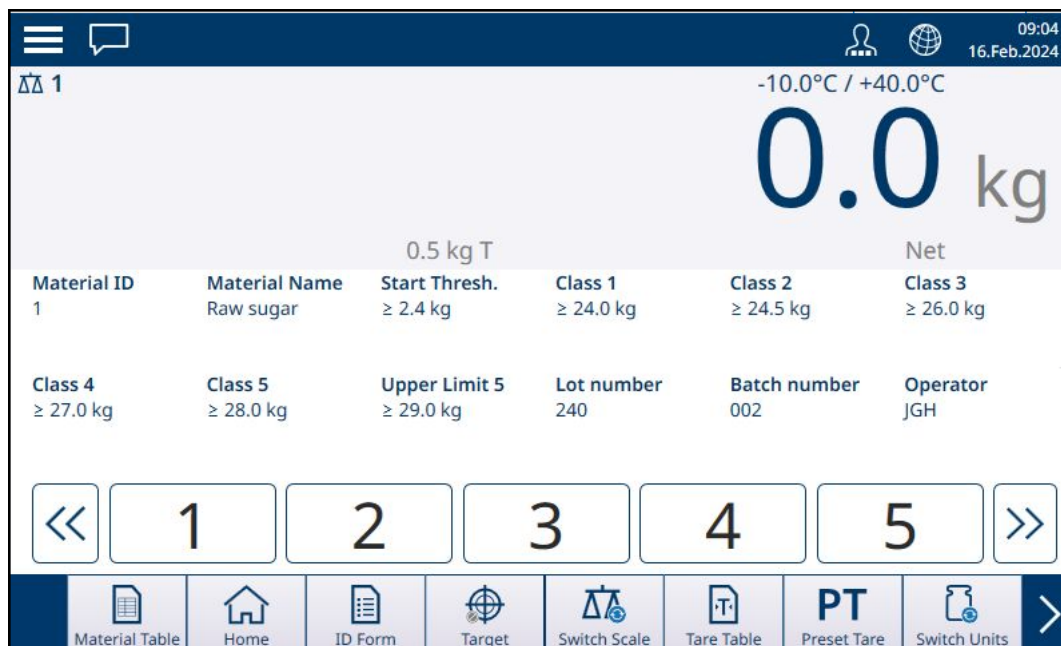 09:04
16.Feb.2024
1
-10.0°C / +40.0°C
0.0 kg
0.5 kg T Net
Material ID Material Name Start Thresh. Class 1 Class 2 Class 3
1 Raw sugar ≥ 2.4 kg ≥ 24.0 kg ≥ 24.5 kg ≥ 26.0 kg
Class 4 Class 5 Upper Limit 5 Lot number Batch number Operator
≥ 27.0 kg ≥ 28.0 kg ≥ 29.0 kg 240 002 JGH
<< 1 2 3 4 5 >>
PT
Material Table Home ID Form Target Switch Scale Tare Table Preset Tare Switch Units